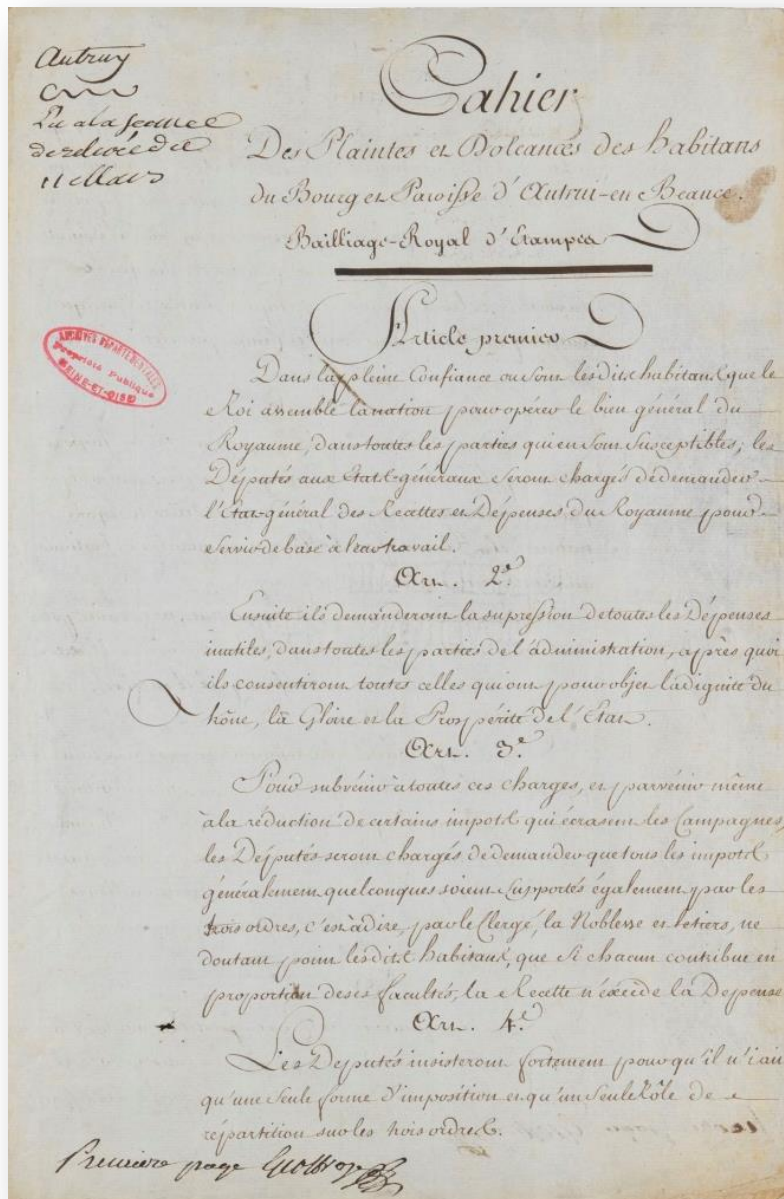 Autruy
Lu a la seance
de relevée du
11 Mars
Cahier
Des Plaintes et Doleances des habitans
du Bourg et Paroisse d'Autrui-en Beauce.
Bailliage-Royal d'Etampes
ARCHIVES DEPARTEMENTALES
Propriété Publique
SEINE-ET-OISE
Article premier
Dans la pleine Confiance ou sont lesdits habitans que le
Roi assemble la nation pour opérer le bien général du
Royaume, dans toutes les parties qui en sont susceptibles; les
Députés aux Etats-généraux seront chargés de demander
l'Etat-général des Recettes et Dépenses du Royaume pour
servir de base à leur travail.
Art. 2e.
Ensuite ils demanderont la supression de toutes les Dépenses
inutiles, dans toutes les parties de l'administration, après quoi
ils consentiront toutes celles qui ont pour objet la dignité du
Thrône, la Gloire et la Prospérité de l'Etat.
Art. 3e.
Pour subvenir à toutes ces charges, et parvenir même
à la réduction de certains impots qui écrasent les Campagnes,
les Députés seront chargés de demander que tous les impots
généralement quelconques soient supportés également par les
trois ordres, c'est à dire, par le Clergé, la Noblesse et le tiers, ne
doutant point lesdits habitans, que si chacun contribue en
proportion de ses facultés, la Recette n'éxcède la Dépense
Art. 4e.
Les Députés insisteront fortement pour qu'il n'i ait
qu'une seule forme d'imposition et qu'un seul Rôle de
répartition sur les trois ordres.
Premiere page